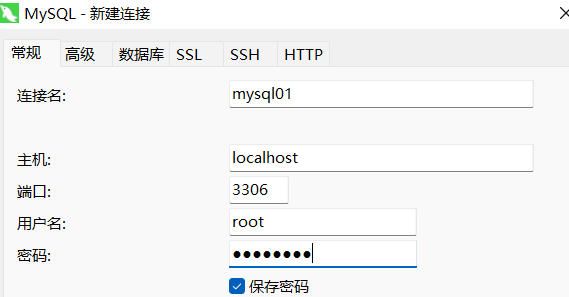 MySQL - 新建连接
常规 高级 数据库 SSL SSH HTTP
连接名: mysql01
主机: localhost
端口: 3306
用户名: root
密码: ●●●●●●●●
保存密码